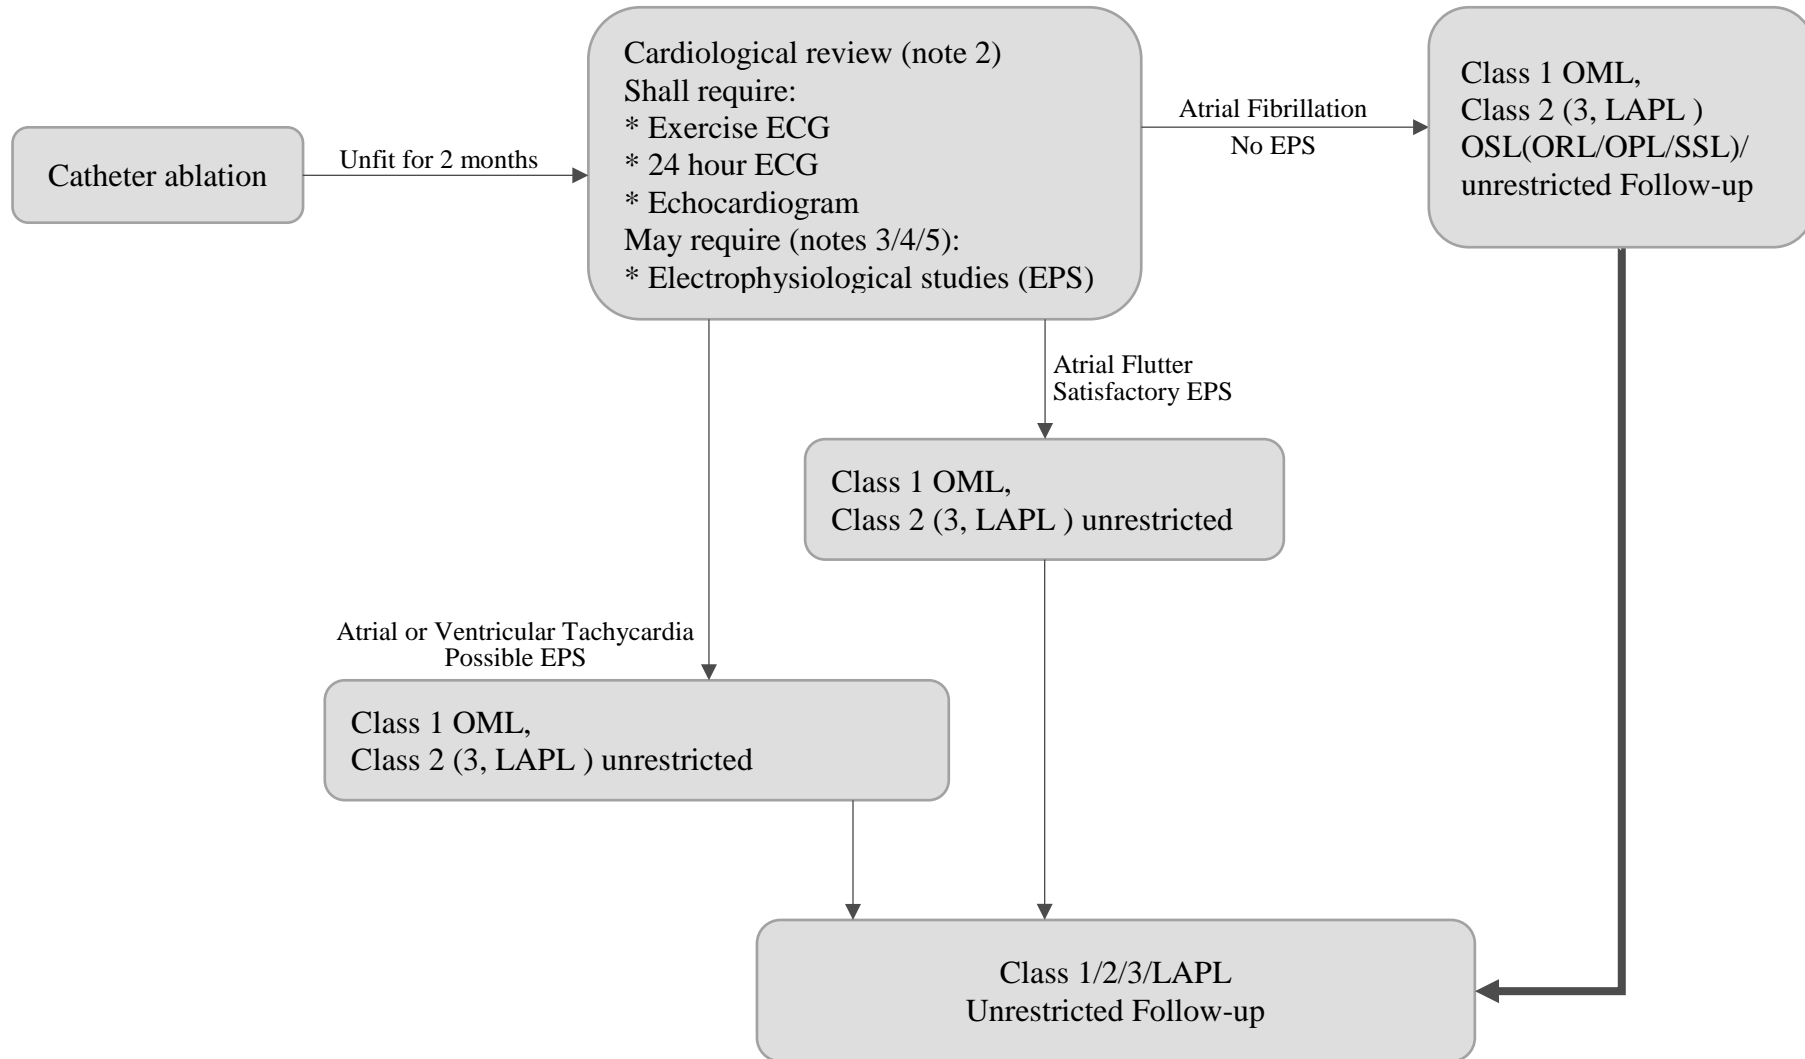 Catheter ablation
Unfit for 2 months
Cardiological review (note 2)
Shall require:
* Exercise ECG
* 24 hour ECG
* Echocardiogram
May require (notes 3/4/5):
* Electrophysiological studies (EPS)
Atrial Fibrillation
No EPS
Class 1 OML,
Class 2 (3, LAPL )
OSL(ORL/OPL/SSL)/
unrestricted Follow-up
Atrial Flutter
Satisfactory EPS
Class 1 OML,
Class 2 (3, LAPL ) unrestricted
Atrial or Ventricular Tachycardia
Possible EPS
Class 1 OML,
Class 2 (3, LAPL ) unrestricted
Class 1/2/3/LAPL
Unrestricted Follow-up